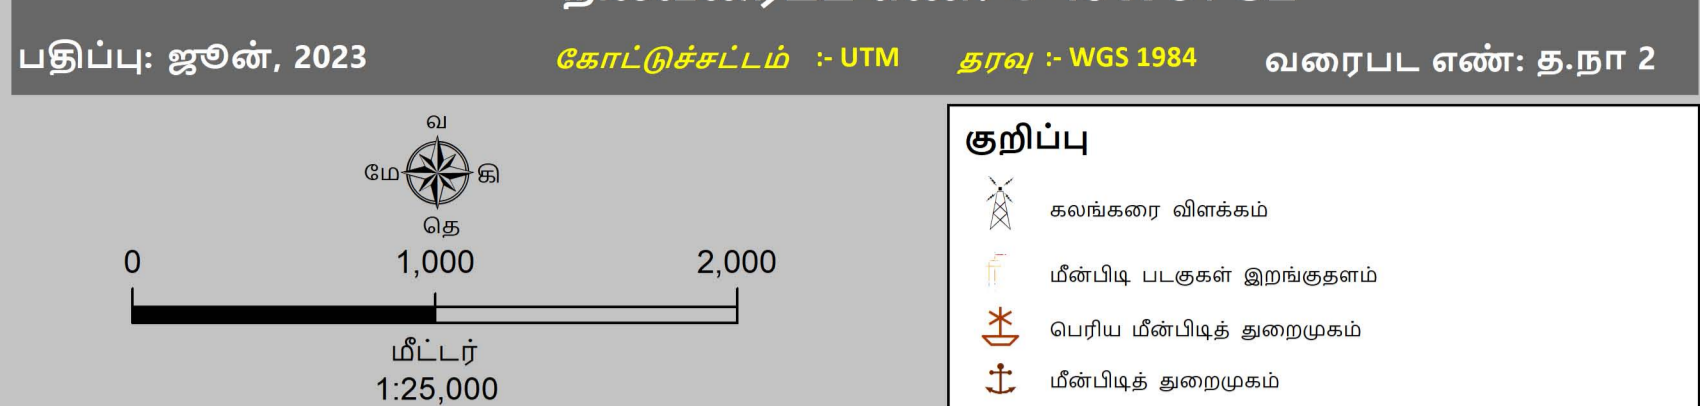 பதிப்பு: ஜூன், 2023 கோட்டுச்சட்டம் :- UTM தரவு :- WGS 1984 வரைபட எண்: த.நா 2
வ
மே கி
தெ
0 1,000 2,000
மீட்டர்
1:25,000
குறிப்பு
கலங்கரை விளக்கம்
மீன்பிடி படகுகள் இறங்குதளம்
பெரிய மீன்பிடித் துறைமுகம்
மீன்பிடித் துறைமுகம்